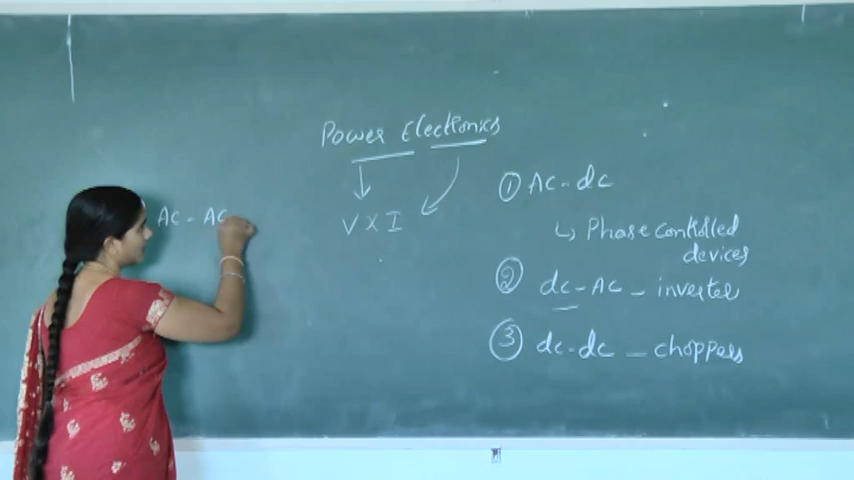 Power Electronics
V X I
AC - AC
① AC - dc
↳ Phase controlled
devices
② dc - AC - inverter
③ dc - dc - choppers